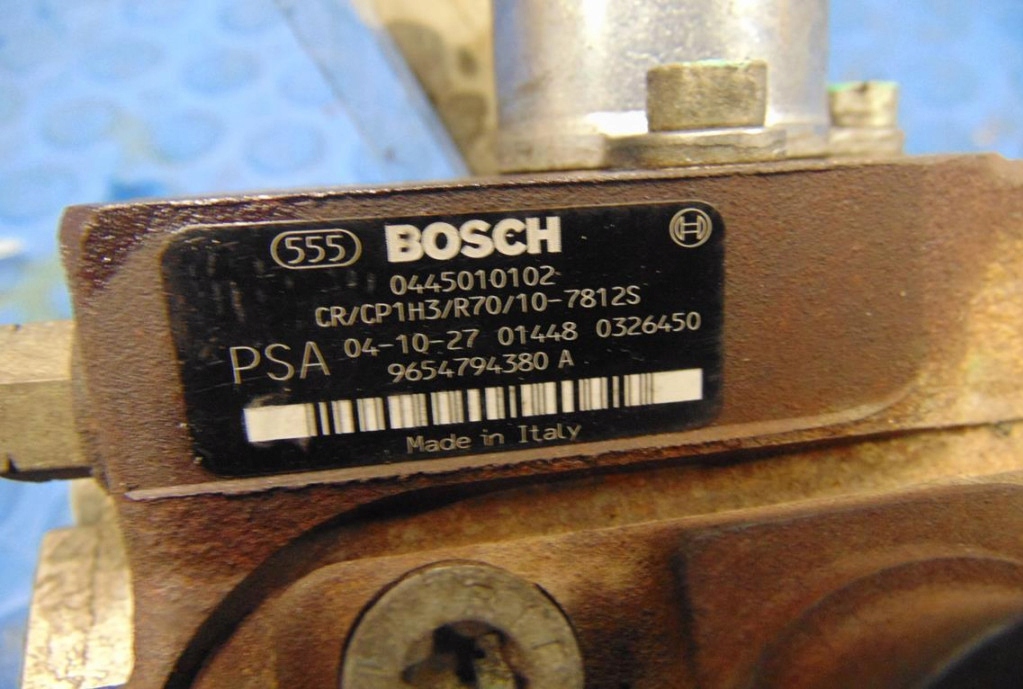 555 BOSCH
0445010102
CR/CP1H3/R70/10-7812S
PSA 04-10-27 01448 0326450
9654794380 A
Made in Italy